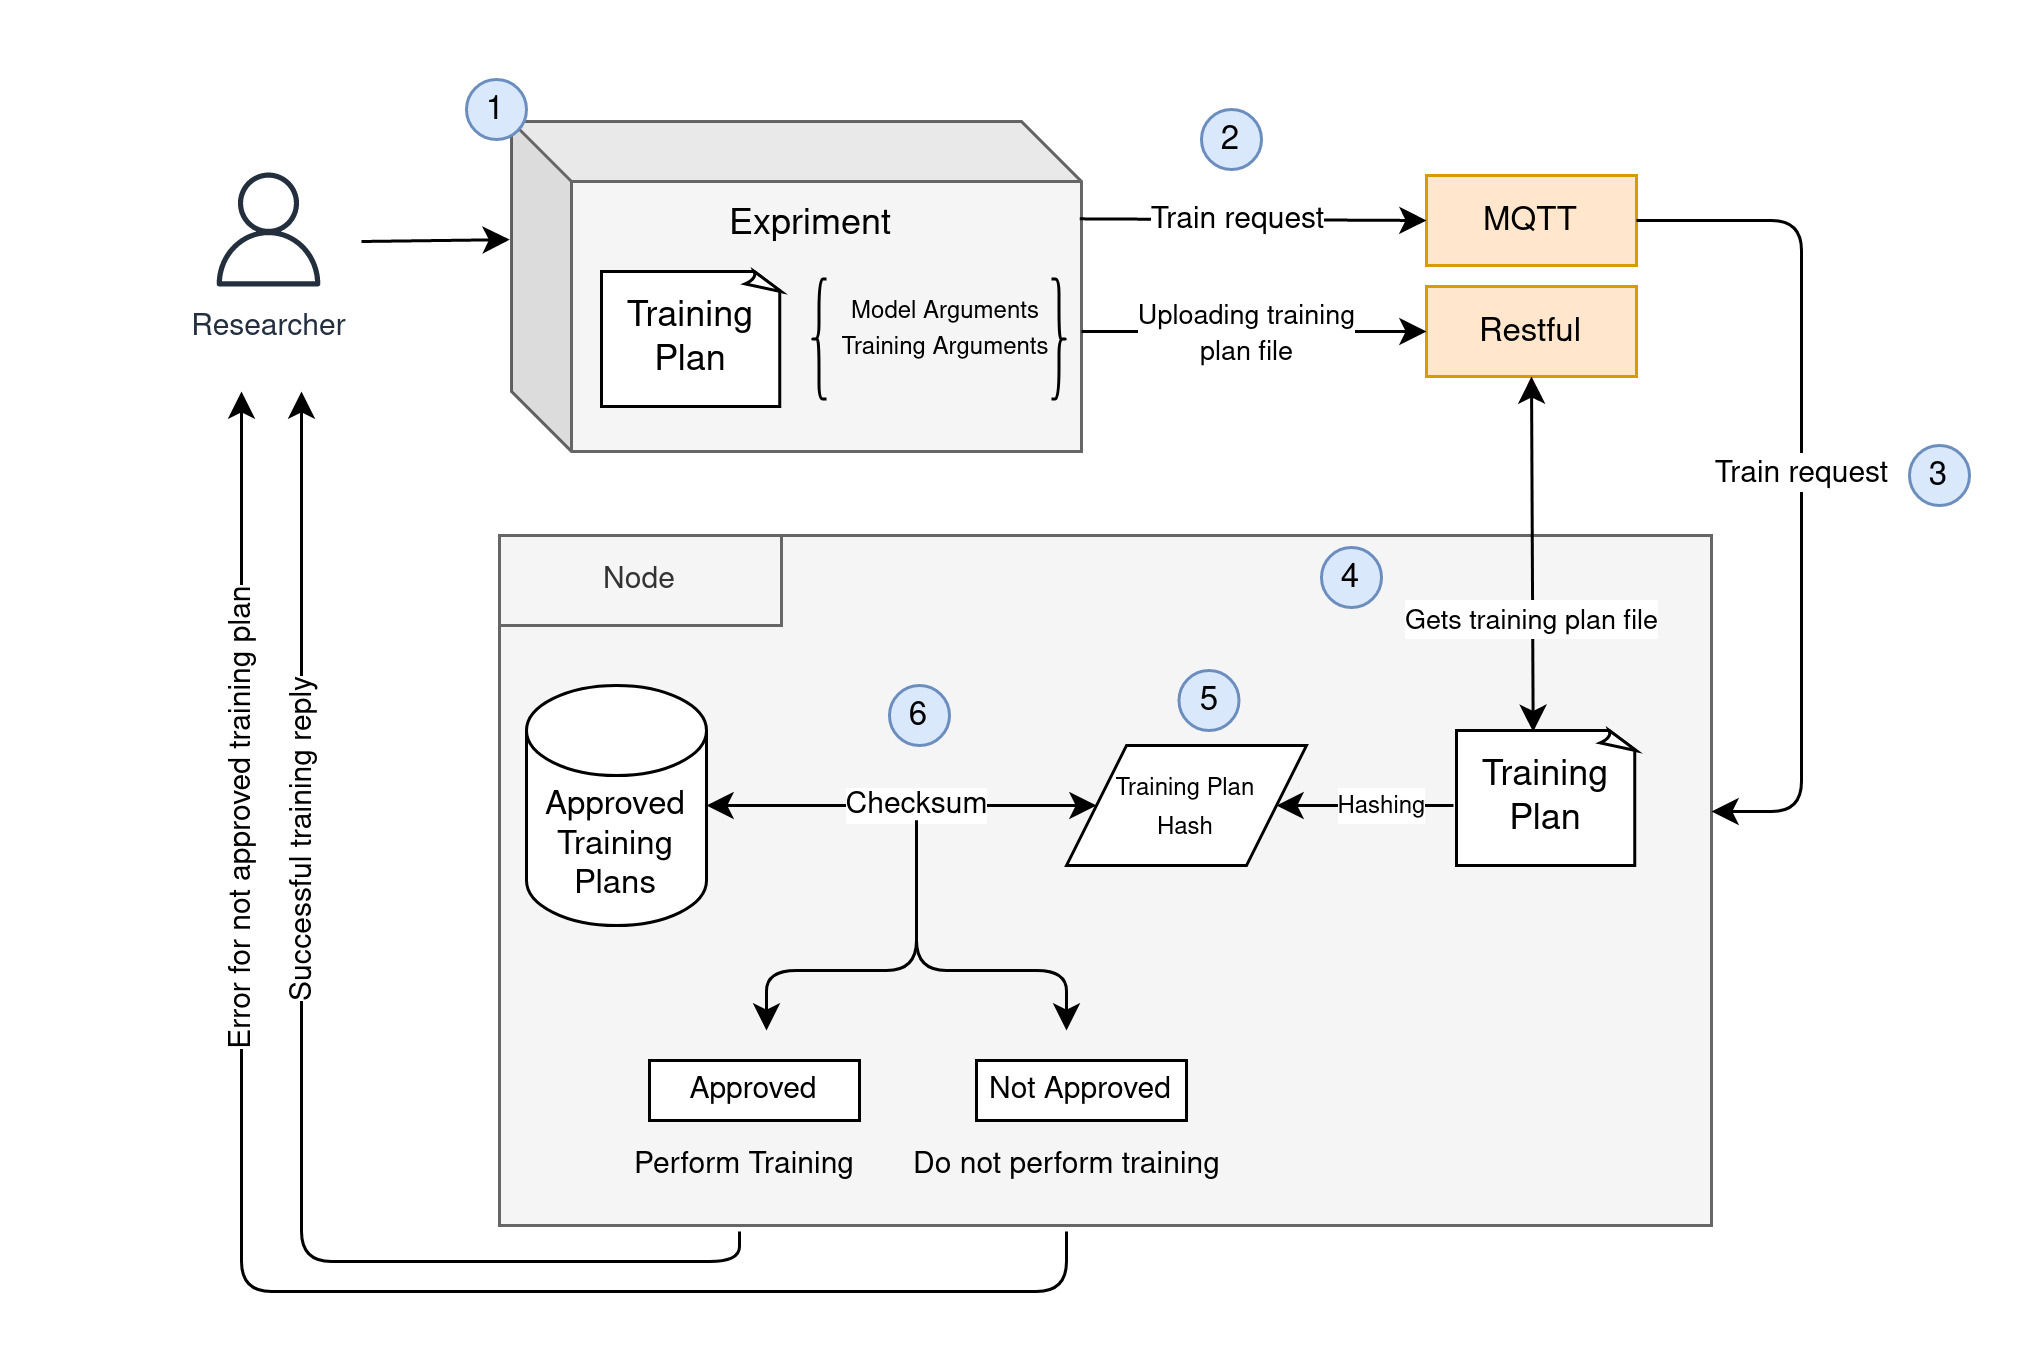 1
2
Expriment
Train request
MQTT
Training
Plan
Model Arguments
Training Arguments
Uploading training
plan file
Restful
Researcher
Train request
3
Node
4
Gets training plan file
Error for not approved training plan
Successful training reply
6
5
Approved
Training
Plans
Checksum
Training Plan
Hash
Hashing
Training
Plan
Approved
Not Approved
Perform Training
Do not perform training